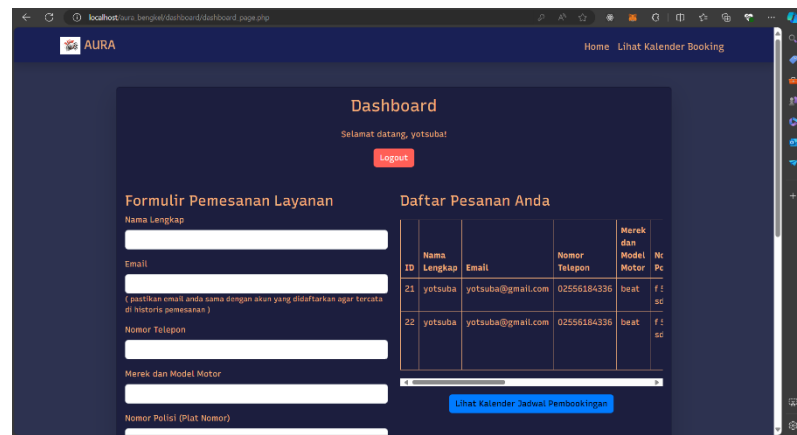 localhost/aura_bengkel/dashboard/dashboard_page.php
AURA
Home Lihat Kalender Booking
Dashboard
Selamat datang, yotsuba!
Logout
Formulir Pemesanan Layanan
Nama Lengkap
Email
( pastikan email anda sama dengan akun yang didaftarkan agar tercata
di historis pemesanan )
Nomor Telepon
Merek dan Model Motor
Nomor Polisi (Plat Nomor)
Daftar Pesanan Anda
ID Nama Lengkap Email Nomor Telepon Merek dan Model Motor
21 yotsuba yotsuba@gmail.com 02556184336 beat
22 yotsuba yotsuba@gmail.com 02556184336 beat
Lihat Kalender Jadwal Pembookingan